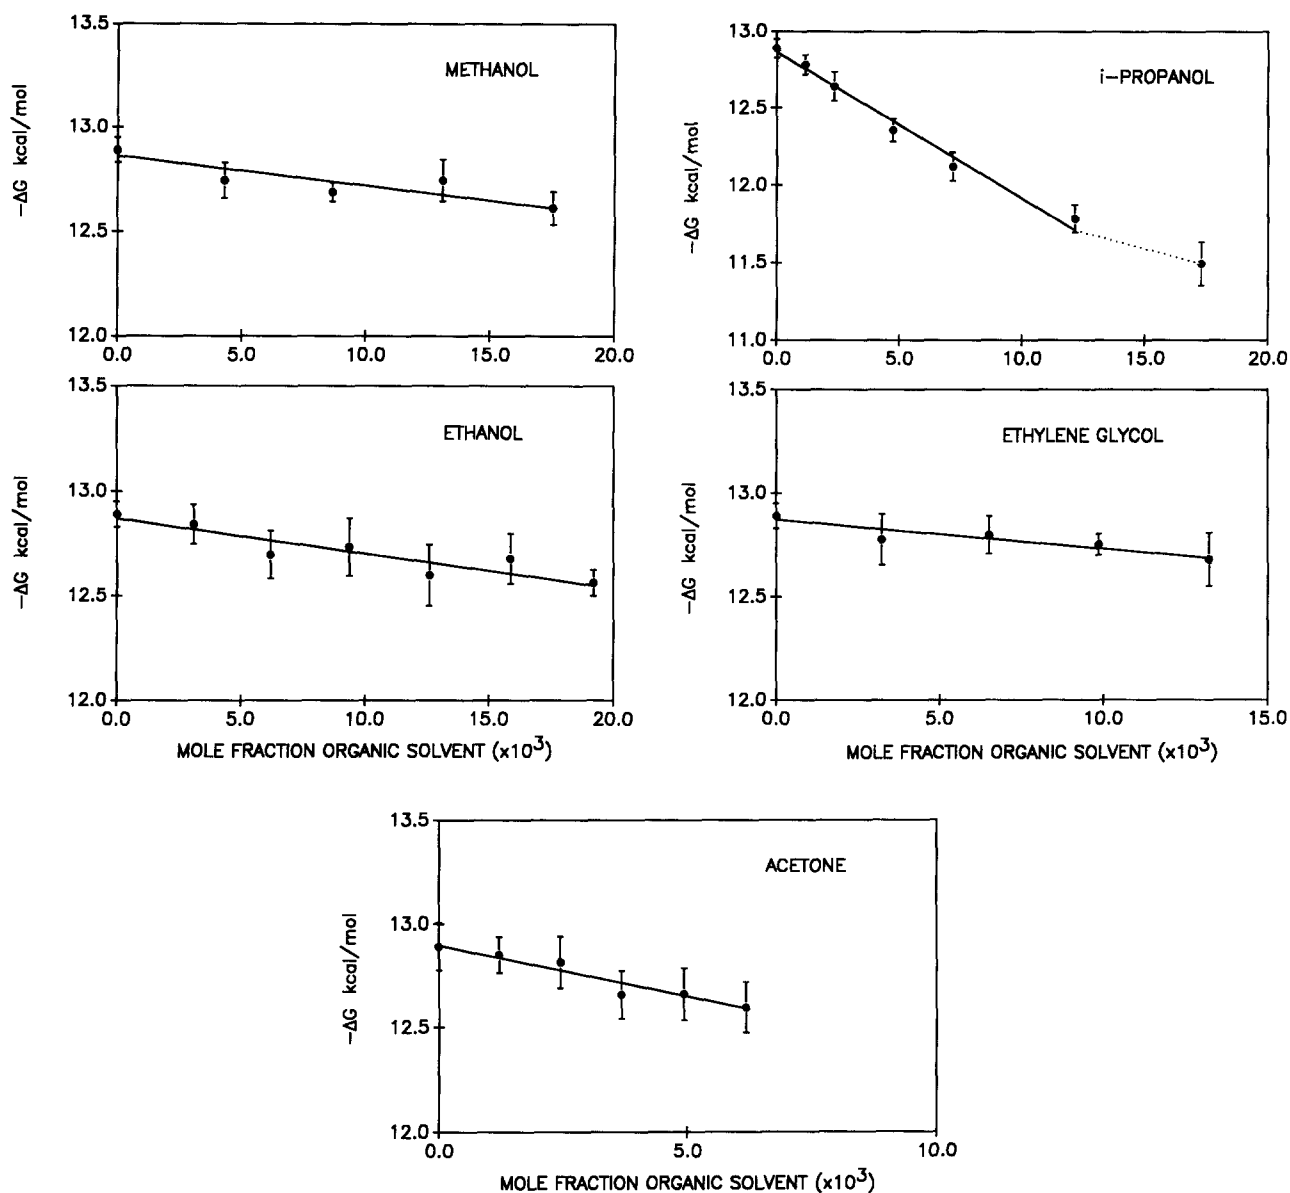 METHANOL
−ΔG kcal/mol
13.5
13.0
12.5
12.0
0.0 5.0 10.0 15.0 20.0
i−PROPANOL
−ΔG kcal/mol
13.0
12.5
12.0
11.5
11.0
0.0 5.0 10.0 15.0 20.0
ETHANOL
−ΔG kcal/mol
13.5
13.0
12.5
12.0
0.0 5.0 10.0 15.0 20.0
MOLE FRACTION ORGANIC SOLVENT (x10³)
ETHYLENE GLYCOL
−ΔG kcal/mol
13.5
13.0
12.5
12.0
0.0 5.0 10.0 15.0
MOLE FRACTION ORGANIC SOLVENT (x10³)
ACETONE
−ΔG kcal/mol
13.5
13.0
12.5
12.0
0.0 5.0 10.0
MOLE FRACTION ORGANIC SOLVENT (x10³)